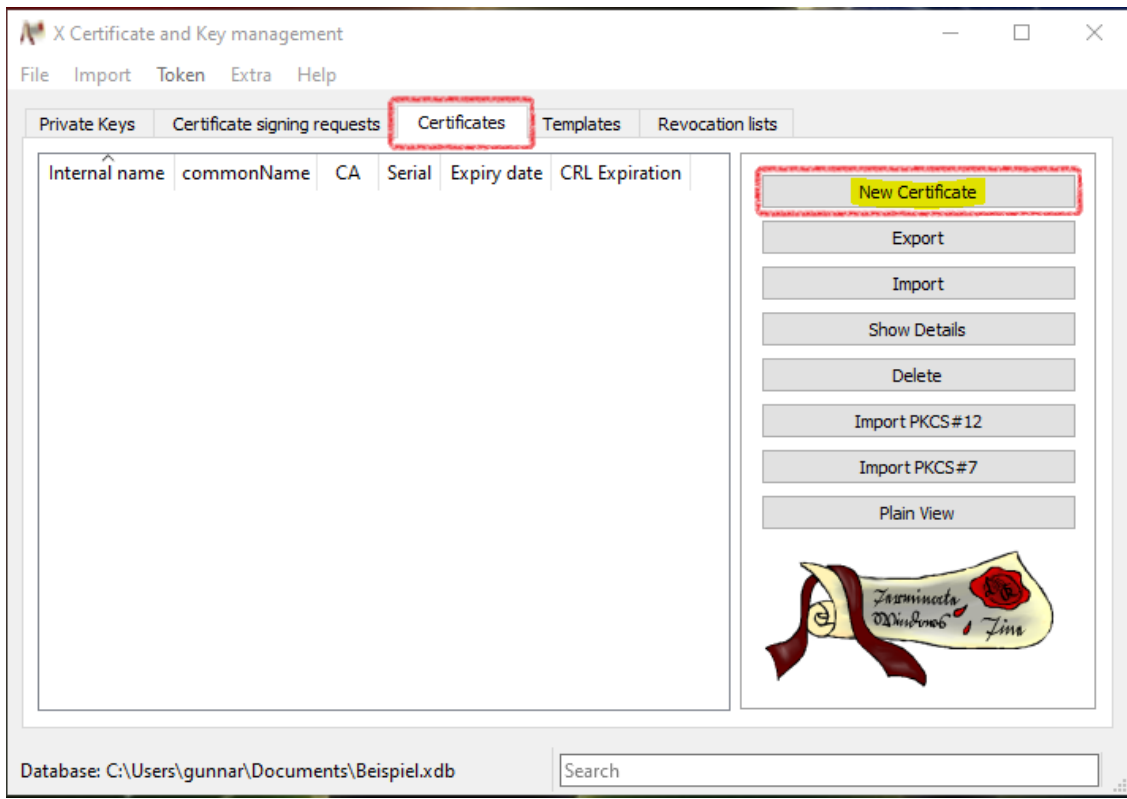 X Certificate and Key management
File Import Token Extra Help
Private Keys Certificate signing requests Certificates Templates Revocation lists
Internal name commonName CA Serial Expiry date CRL Expiration
New Certificate
Export
Import
Show Details
Delete
Import PKCS#12
Import PKCS#7
Plain View
Database: C:\Users\gunnar\Documents\Beispiel.xdb
Search